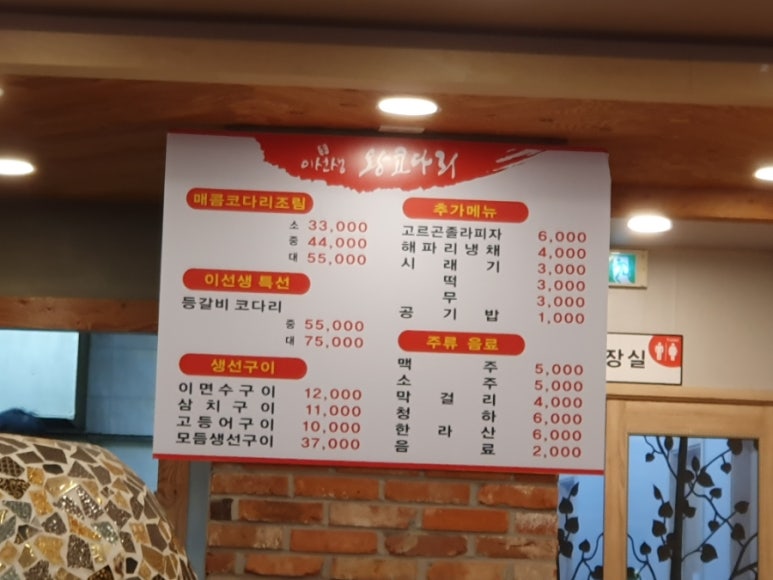 이선생 왕코다리
매콤코다리조림
소 33,000
중 44,000
대 55,000
이선생 특선
등갈비 코다리
중 55,000
대 75,000
생선구이
이면수구이 12,000
삼치구이 11,000
고등어구이 10,000
모듬생선구이 37,000
추가메뉴
고르곤졸라피자 6,000
해파리냉채 4,000
시래기 3,000
떡 3,000
무 3,000
공기밥 1,000
주류 음료
맥주 5,000
소주 5,000
막걸리 4,000
청하 6,000
한라산 6,000
음료 2,000
장실